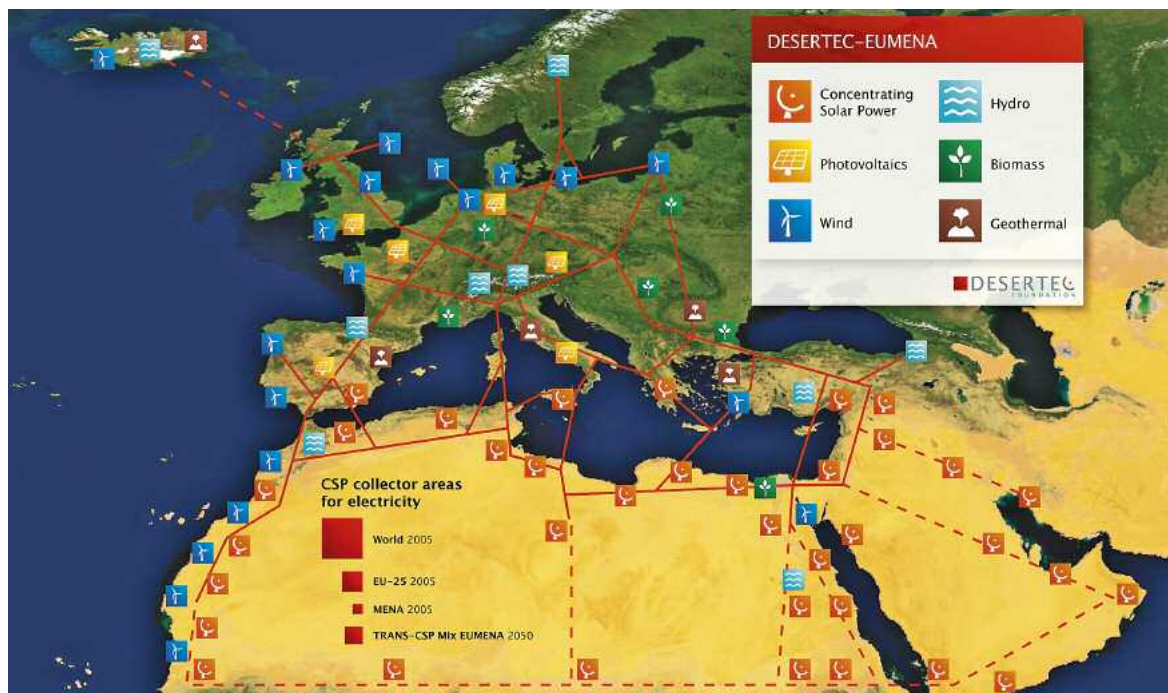 DESERTEC-EUMENA
Concentrating
Solar Power
Hydro
Photovoltaics
Biomass
Wind
Geothermal
DESERTEC
FOUNDATION
CSP collector areas
for electricity
World 2005
EU-25 2005
MENA 2005
TRANS-CSP Mix EUMENA 2050